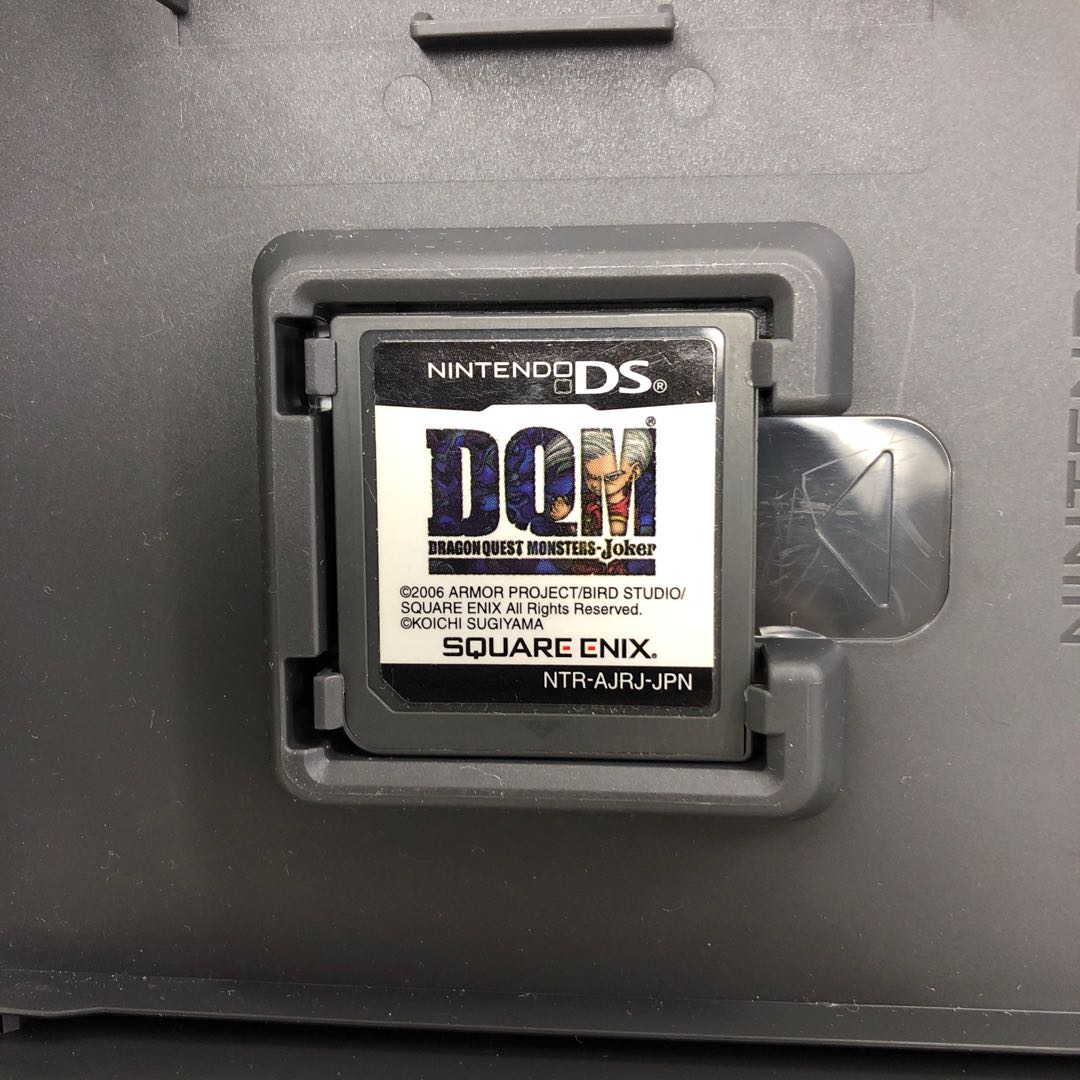 NINTENDO DS®
®
DQM
DRAGON QUEST MONSTERS-Joker
©2006 ARMOR PROJECT/BIRD STUDIO/
SQUARE ENIX All Rights Reserved.
©KOICHI SUGIYAMA
SQUARE ENIX®
NTR-AJRJ-JPN
NINTENDO